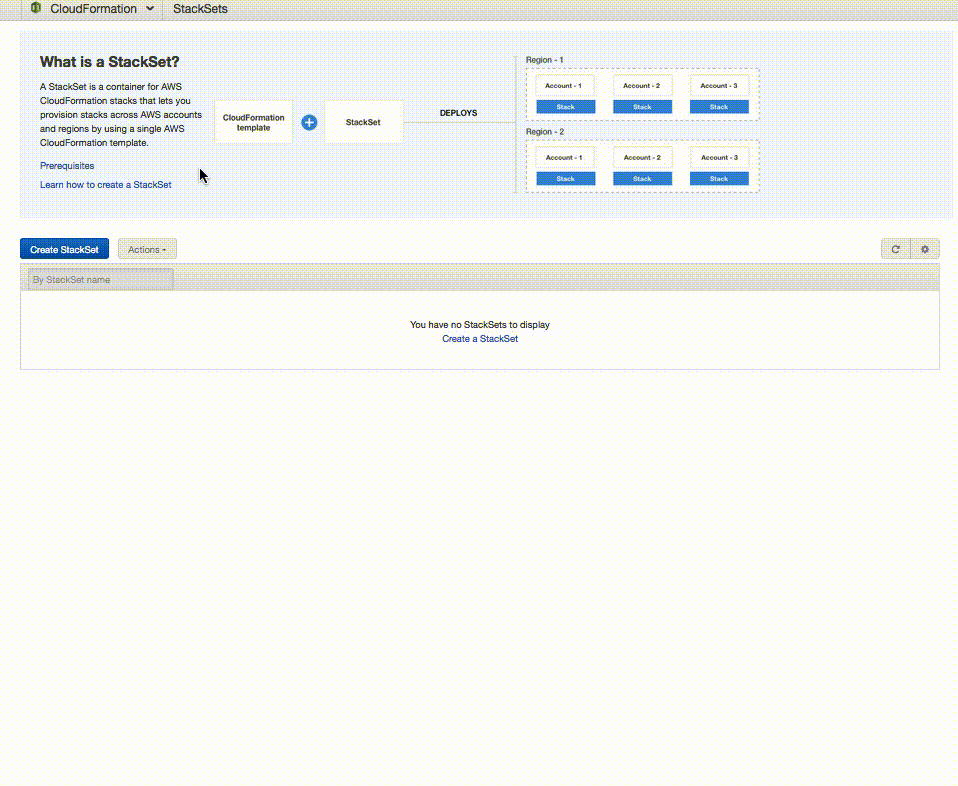 CloudFormation
StackSets
What is a StackSet?
A StackSet is a container for AWS
CloudFormation stacks that lets you
provision stacks across AWS accounts
and regions by using a single AWS
CloudFormation template.
Prerequisites
Learn how to create a StackSet
CloudFormation
template
StackSet
DEPLOYS
Region - 1
Account - 1 Account - 2 Account - 3
Stack Stack Stack
Region - 2
Account - 1 Account - 2 Account - 3
Stack Stack Stack
Create StackSet
Actions
By StackSet name
You have no StackSets to display
Create a StackSet